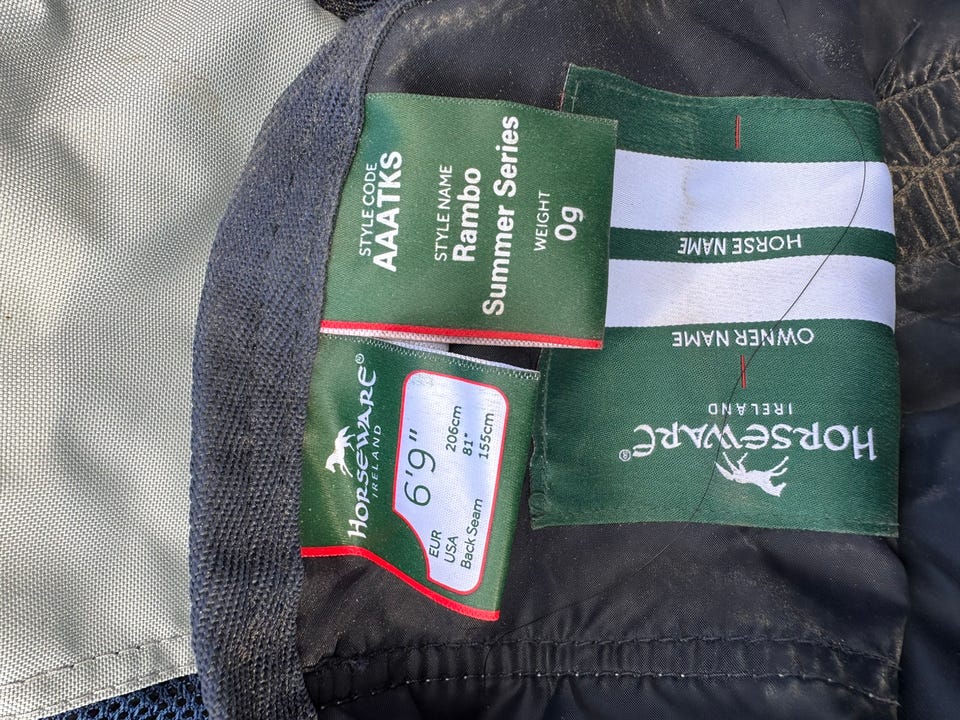 STYLE CODE
AAATKS
STYLE NAME
Rambo
Summer Series
WEIGHT
0g
HORSEWARE®
IRELAND
6'9"
EUR 206cm
USA 81"
Back Seam 155cm
HORSEWARE®
IRELAND
OWNER NAME
HORSE NAME